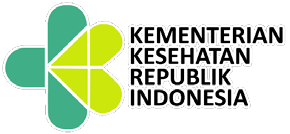 KEMENTERIAN
KESEHATAN
REPUBLIK
INDONESIA